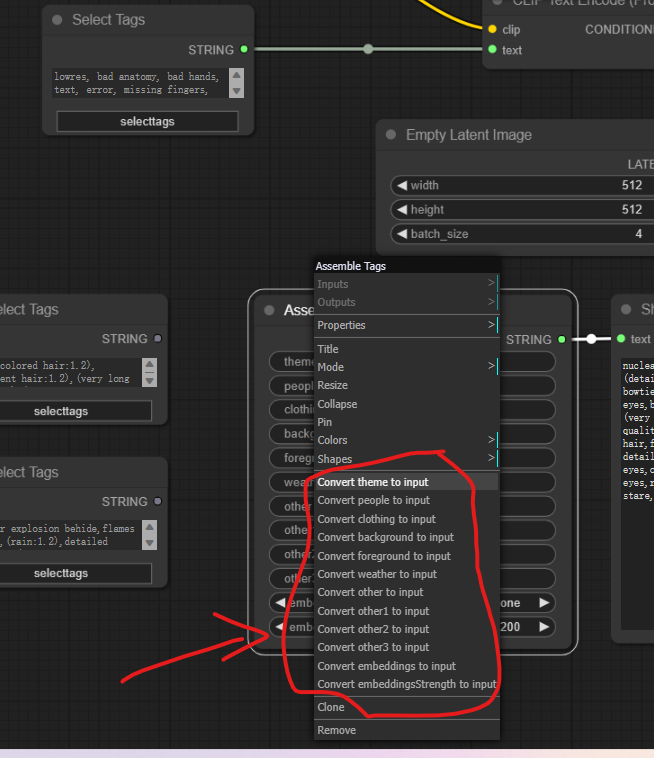 Select Tags
CLIP Text Encode (Pro
clip
CONDITION
STRING
text
lowres, bad anatomy, bad hands,
text, error, missing fingers,
selecttags
Empty Latent Image
LATE
width
512
height
512
batch_size
4
Assemble Tags
Inputs
Outputs
Properties
Title
Mode
Resize
Collapse
Pin
Colors
Shapes
Convert theme to input
Convert people to input
Convert clothing to input
Convert background to input
Convert foreground to input
Convert weather to input
Convert other to input
Convert other1 to input
Convert other2 to input
Convert other3 to input
Convert embeddings to input
Convert embeddingsStrength to input
Clone
Remove
elect Tags
STRING
colored hair:1.2),
ent hair:1.2),(very long
selecttags
elect Tags
STRING
r explosion behide,flames
,(rain:1.2),detailed
selecttags
Asse
STRING
them
peopl
clothi
backg
foreg
weat
other
other
other
other
emb
one
emb
200
Sh
text
nuclea
(detai
bowtie
eyes,b
(very
qualit
hair,f
detail
eyes,c
eyes,r
stare,